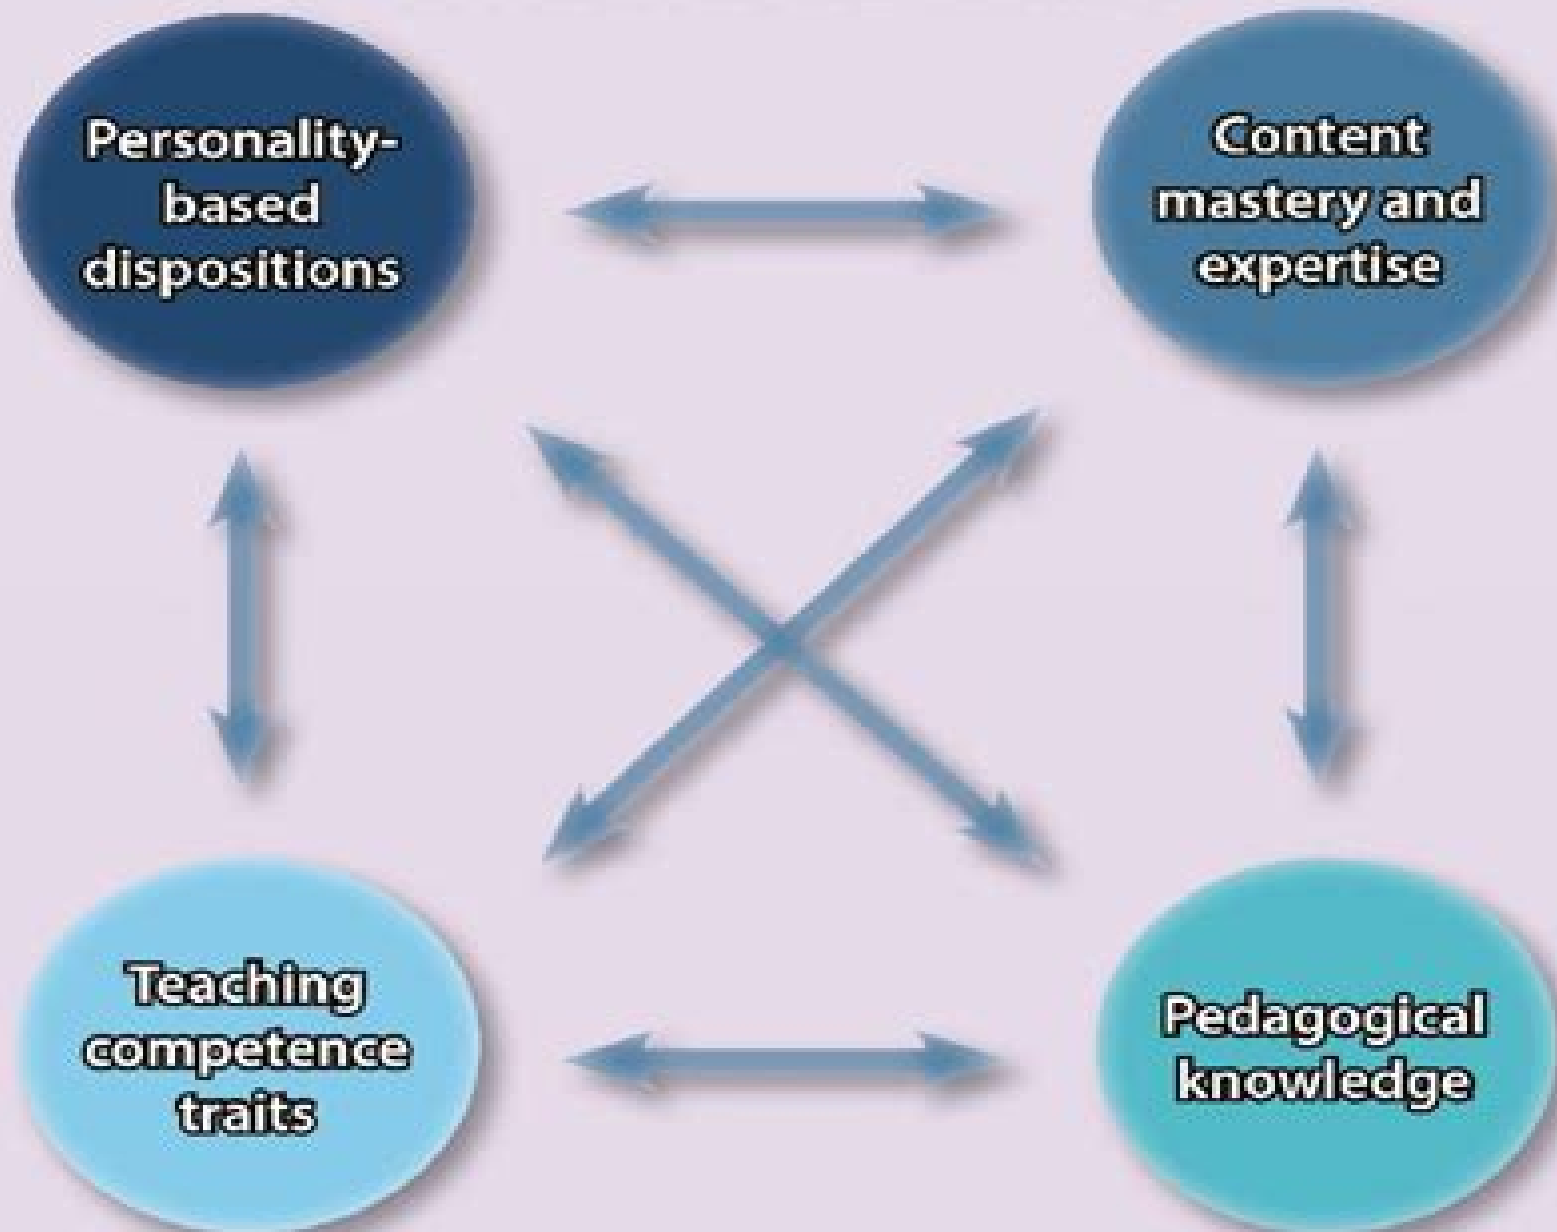 Personality-
based
dispositions
Content
mastery and
expertise
Teaching
competence
traits
Pedagogical
knowledge